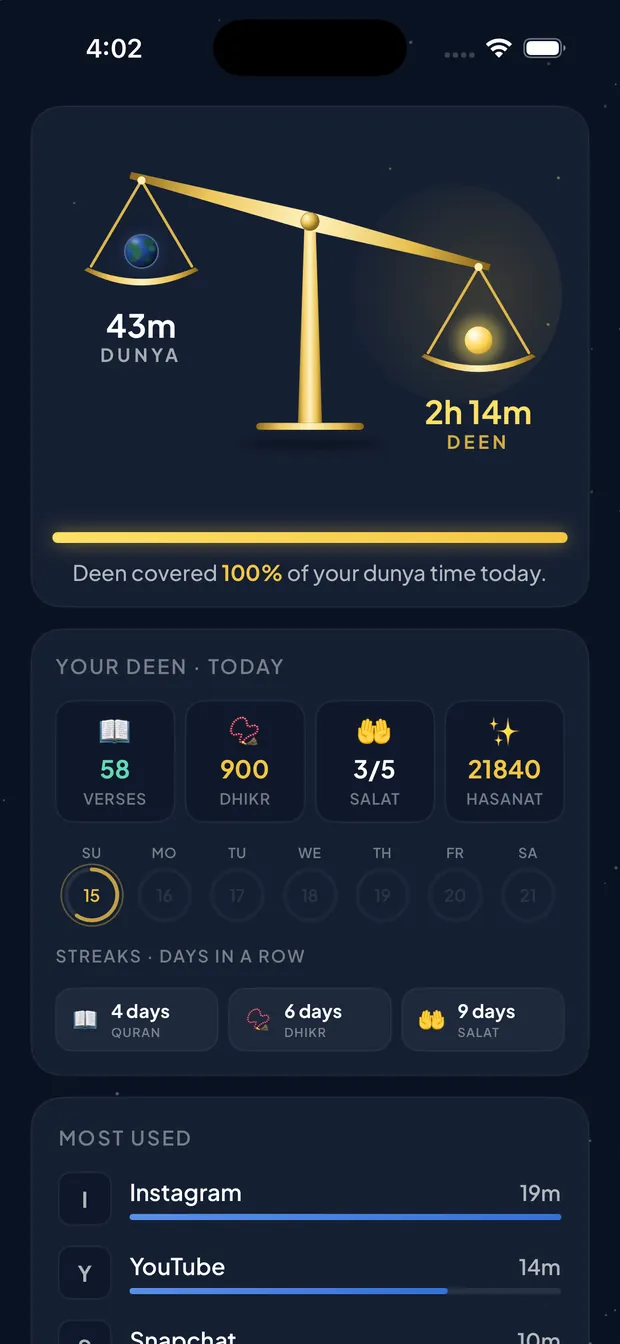 4:02
43m
DUNYA
2h 14m
DEEN
Deen covered 100% of your dunya time today.
YOUR DEEN · TODAY
58
VERSES
900
DHIKR
3/5
SALAT
21840
HASANAT
SU MO TU WE TH FR SA
15 16 17 18 19 20 21
STREAKS · DAYS IN A ROW
4 days
QURAN
6 days
DHIKR
9 days
SALAT
MOST USED
I Instagram 19m
Y YouTube 14m
Snapchat 10m